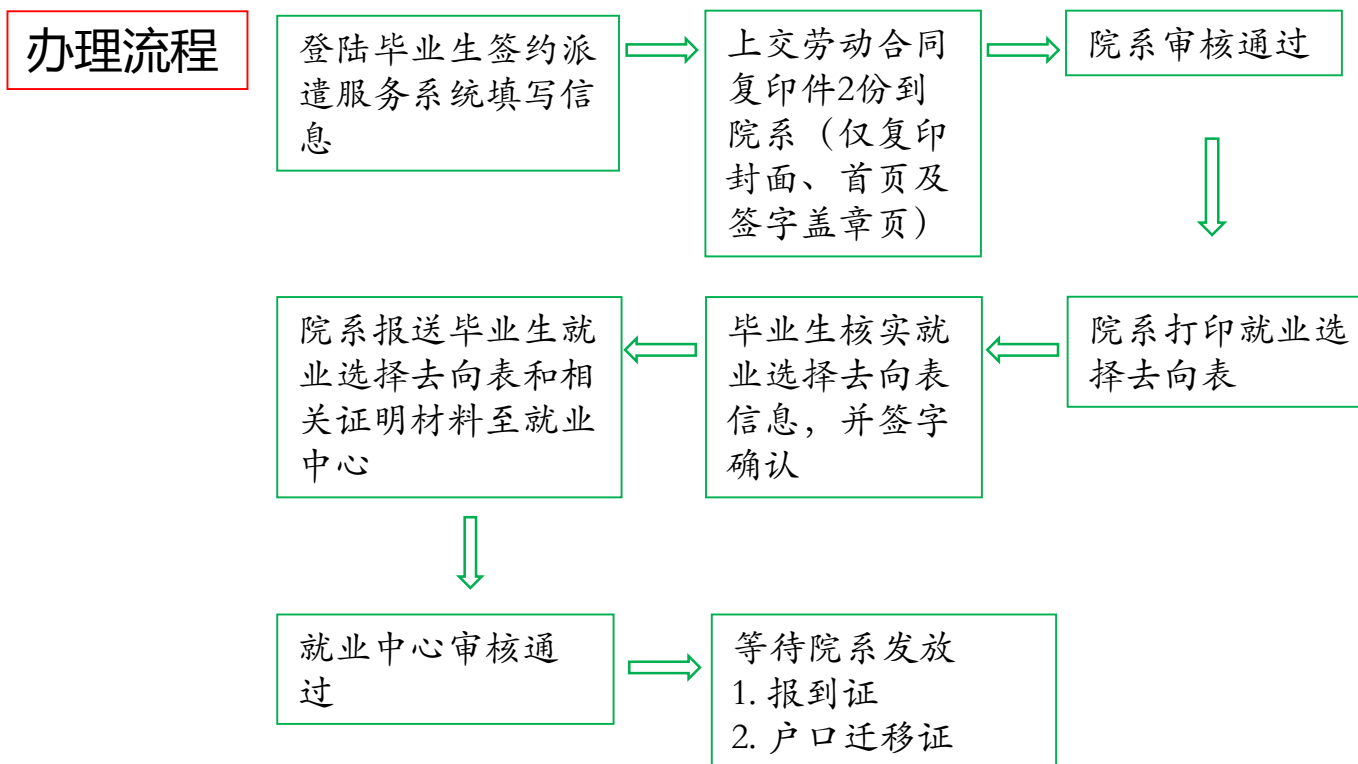 办理流程
登陆毕业生签约派
遣服务系统填写信
息
上交劳动合同
复印件2份到
院系（仅复印
封面、首页及
签字盖章页）
院系审核通过
院系打印就业选
择去向表
毕业生核实就
业选择去向表
信息，并签字
确认
院系报送毕业生就
业选择去向表和相
关证明材料至就业
中心
就业中心审核通
过
等待院系发放
1. 报到证
2. 户口迁移证